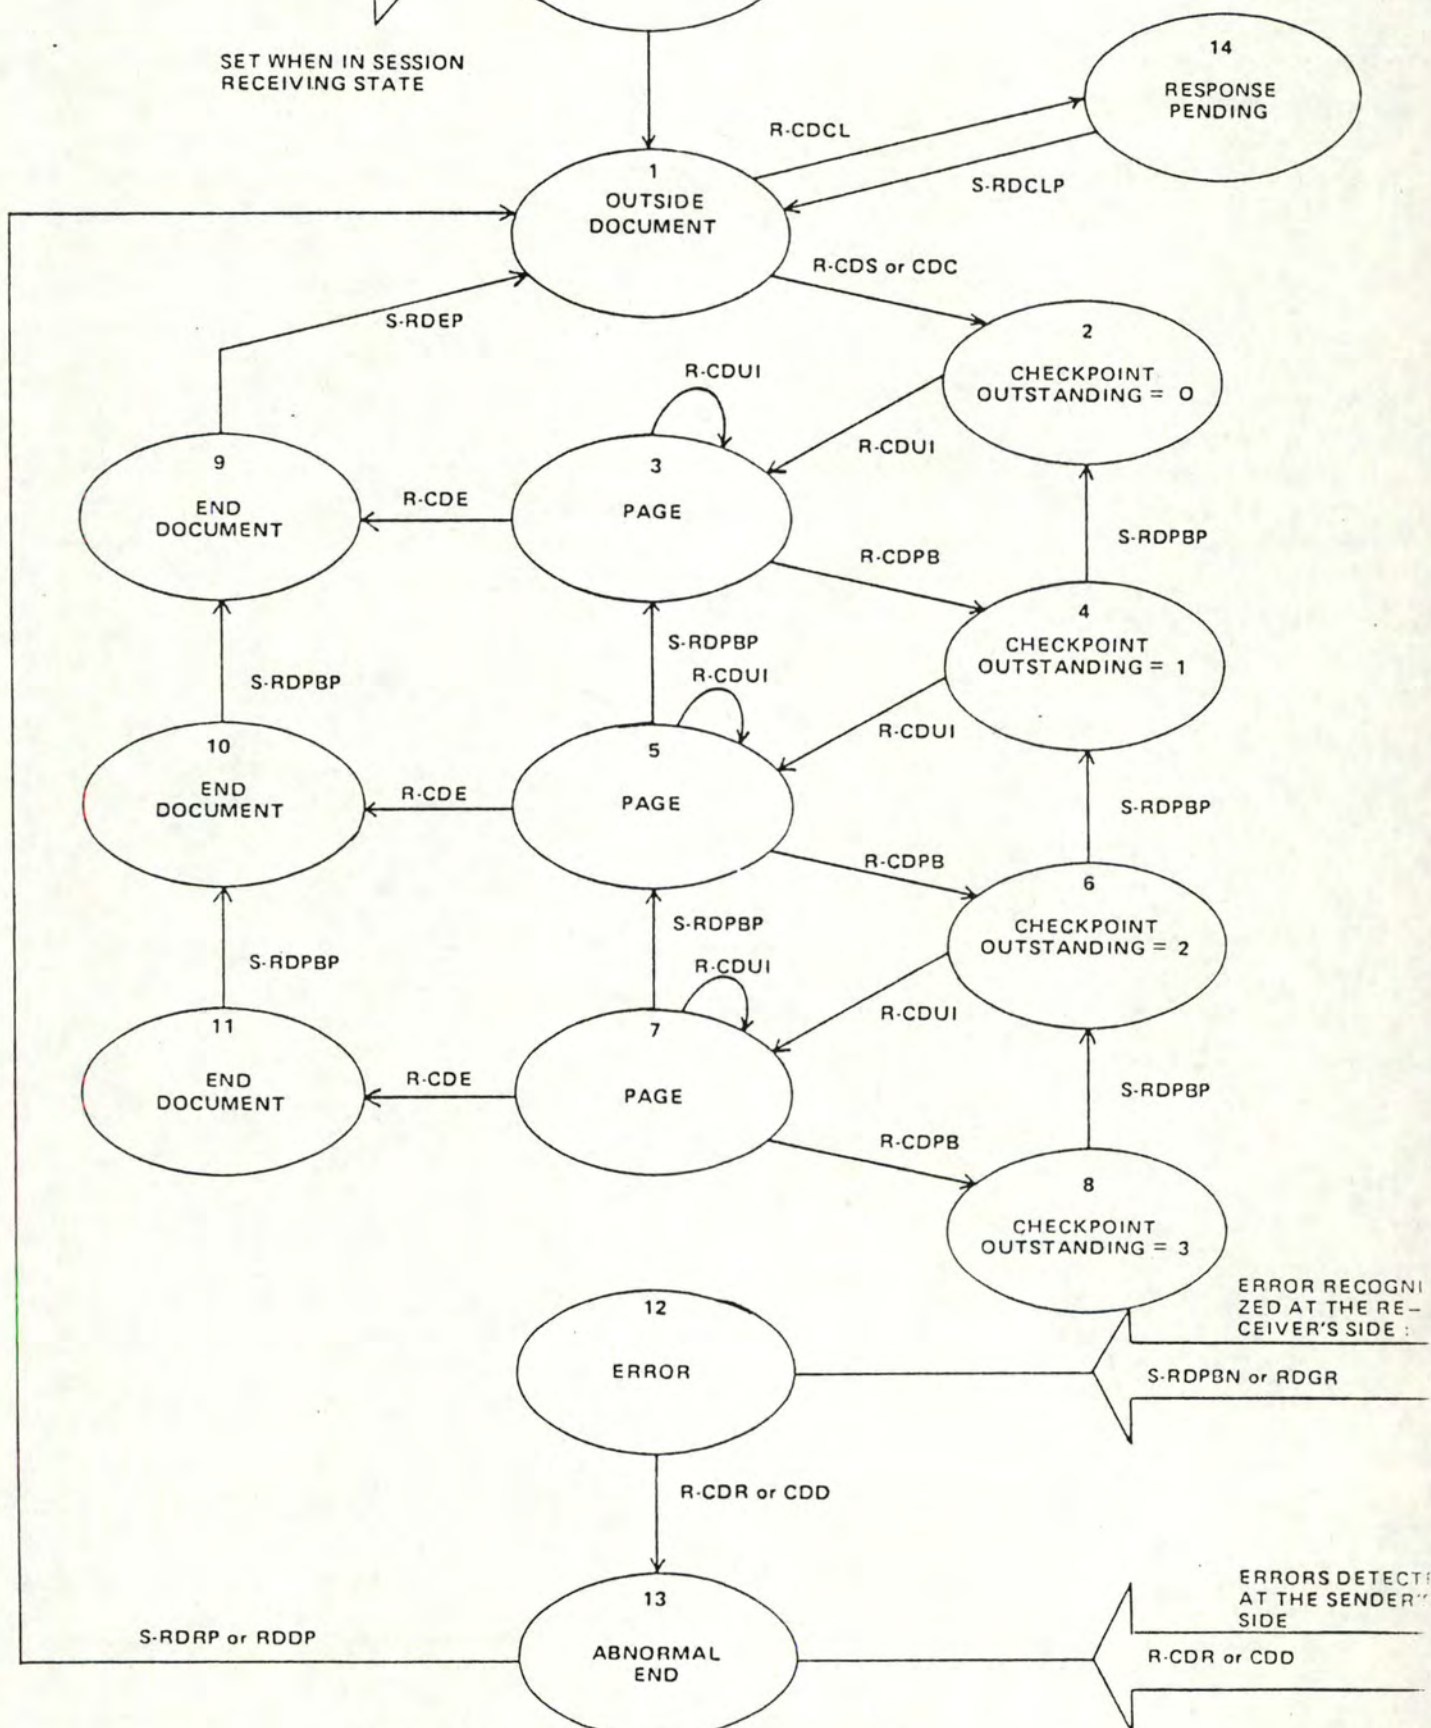 SET WHEN IN SESSION
RECEIVING STATE
14
RESPONSE
PENDING
R-CDCL
S-RDCLP
1
OUTSIDE
DOCUMENT
R-CDS or CDC
S-RDEP
2
CHECKPOINT
OUTSTANDING = 0
R-CDUI
R-CDUI
9
END
DOCUMENT
R-CDE
3
PAGE
S-RDPBP
R-CDPB
4
CHECKPOINT
OUTSTANDING = 1
S-RDPBP
R-CDUI
S-RDPBP
R-CDUI
10
END
DOCUMENT
R-CDE
5
PAGE
S-RDPBP
R-CDPB
6
CHECKPOINT
OUTSTANDING = 2
S-RDPBP
R-CDUI
S-RDPBP
R-CDUI
11
END
DOCUMENT
R-CDE
7
PAGE
S-RDPBP
R-CDPB
8
CHECKPOINT
OUTSTANDING = 3
12
ERROR
ERROR RECOGNI
ZED AT THE RE-
CEIVER'S SIDE :
S-RDPBN or RDGR
R-CDR or CDD
13
ABNORMAL
END
S-RDRP or RDDP
ERRORS DETECT
AT THE SENDER'
SIDE
R-CDR or CDD